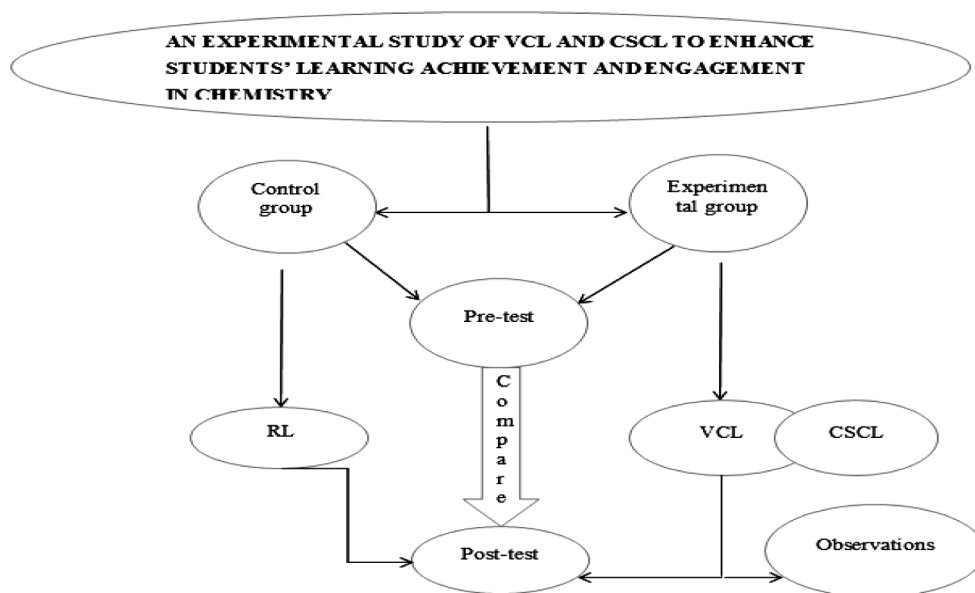 AN EXPERIMENTAL STUDY OF VCL AND CSCL TO ENHANCE
STUDENTS' LEARNING ACHIEVEMENT AND ENGAGEMENT
IN CHEMISTRY
Control
group
Experimen
tal group
Pre-test
C
o
m
p
a
r
e
RL
VCL
CSCL
Post-test
Observations